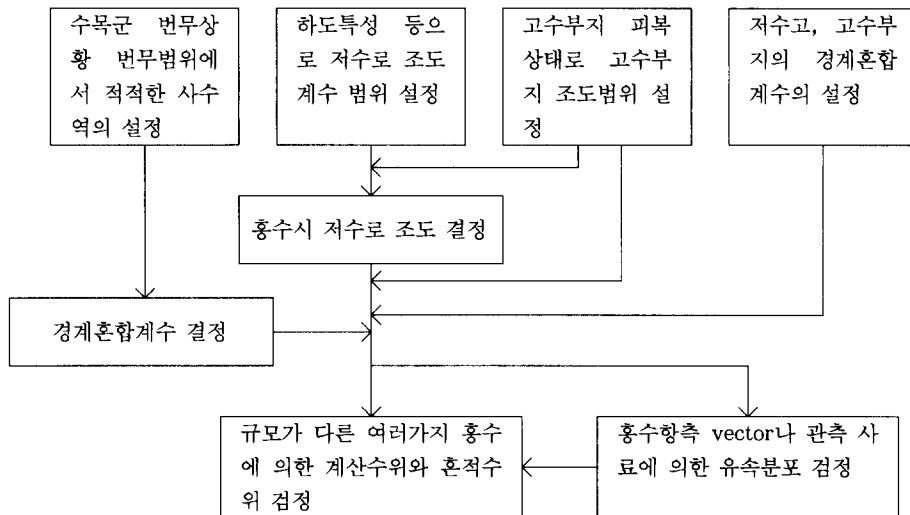 수목군 번무상
황 번무범위에
서 적적한 사수
역의 설정
하도특성 등으
로 저수로 조도
계수 범위 설정
고수부지 피복
상태로 고수부
지 조도범위 설
정
저수고, 고수부
지의 경계혼합
계수의 설정
홍수시 저수로 조도 결정
경계혼합계수 결정
규모가 다른 여러가지 홍수
에 의한 계산수위와 흔적수
위 검정
홍수항측 vector나 관측 사
료에 의한 유속분포 검정